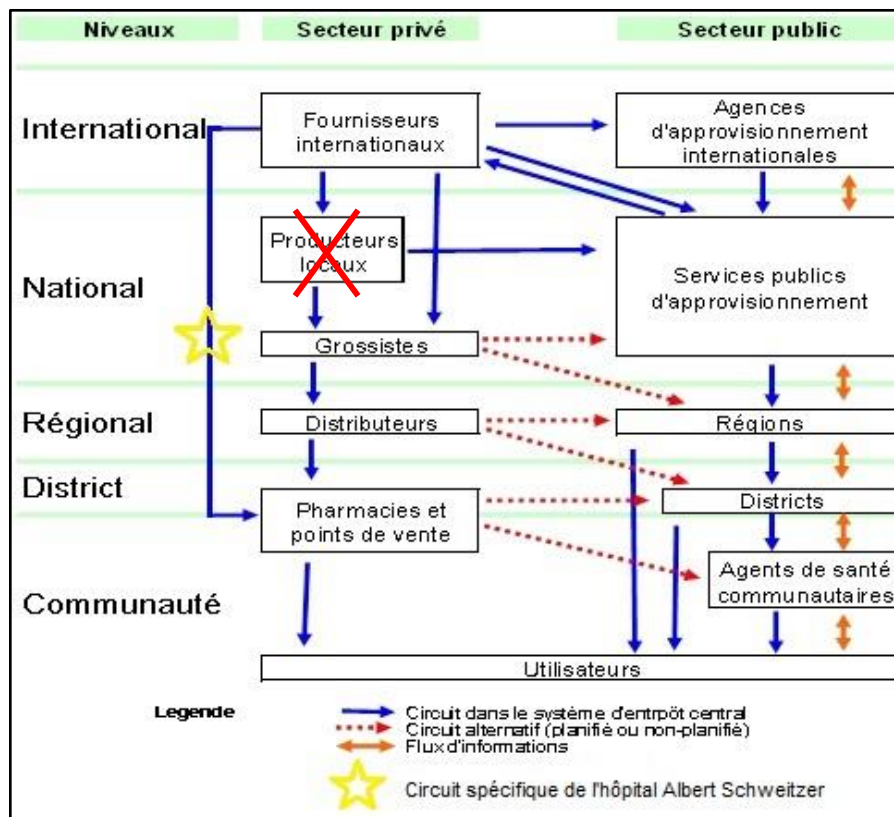 Niveaux
Secteur privé
Secteur public
International
Fournisseurs
internationaux
Agences
d'approvisionnement
internationales
National
Producteurs
locaux
Services publics
d'approvisionnement
Grossistes
Régional
Distributeurs
Régions
District
Pharmacies et
points de vente
Districts
Communauté
Agents de santé
communautaires
Utilisateurs
Legende
Circuit dans le système d'entrpôt central
Circuit alternatif (planifié ou non-planifié)
Flux d'informations
Circuit spécifique de l'hôpital Albert Schweitzer